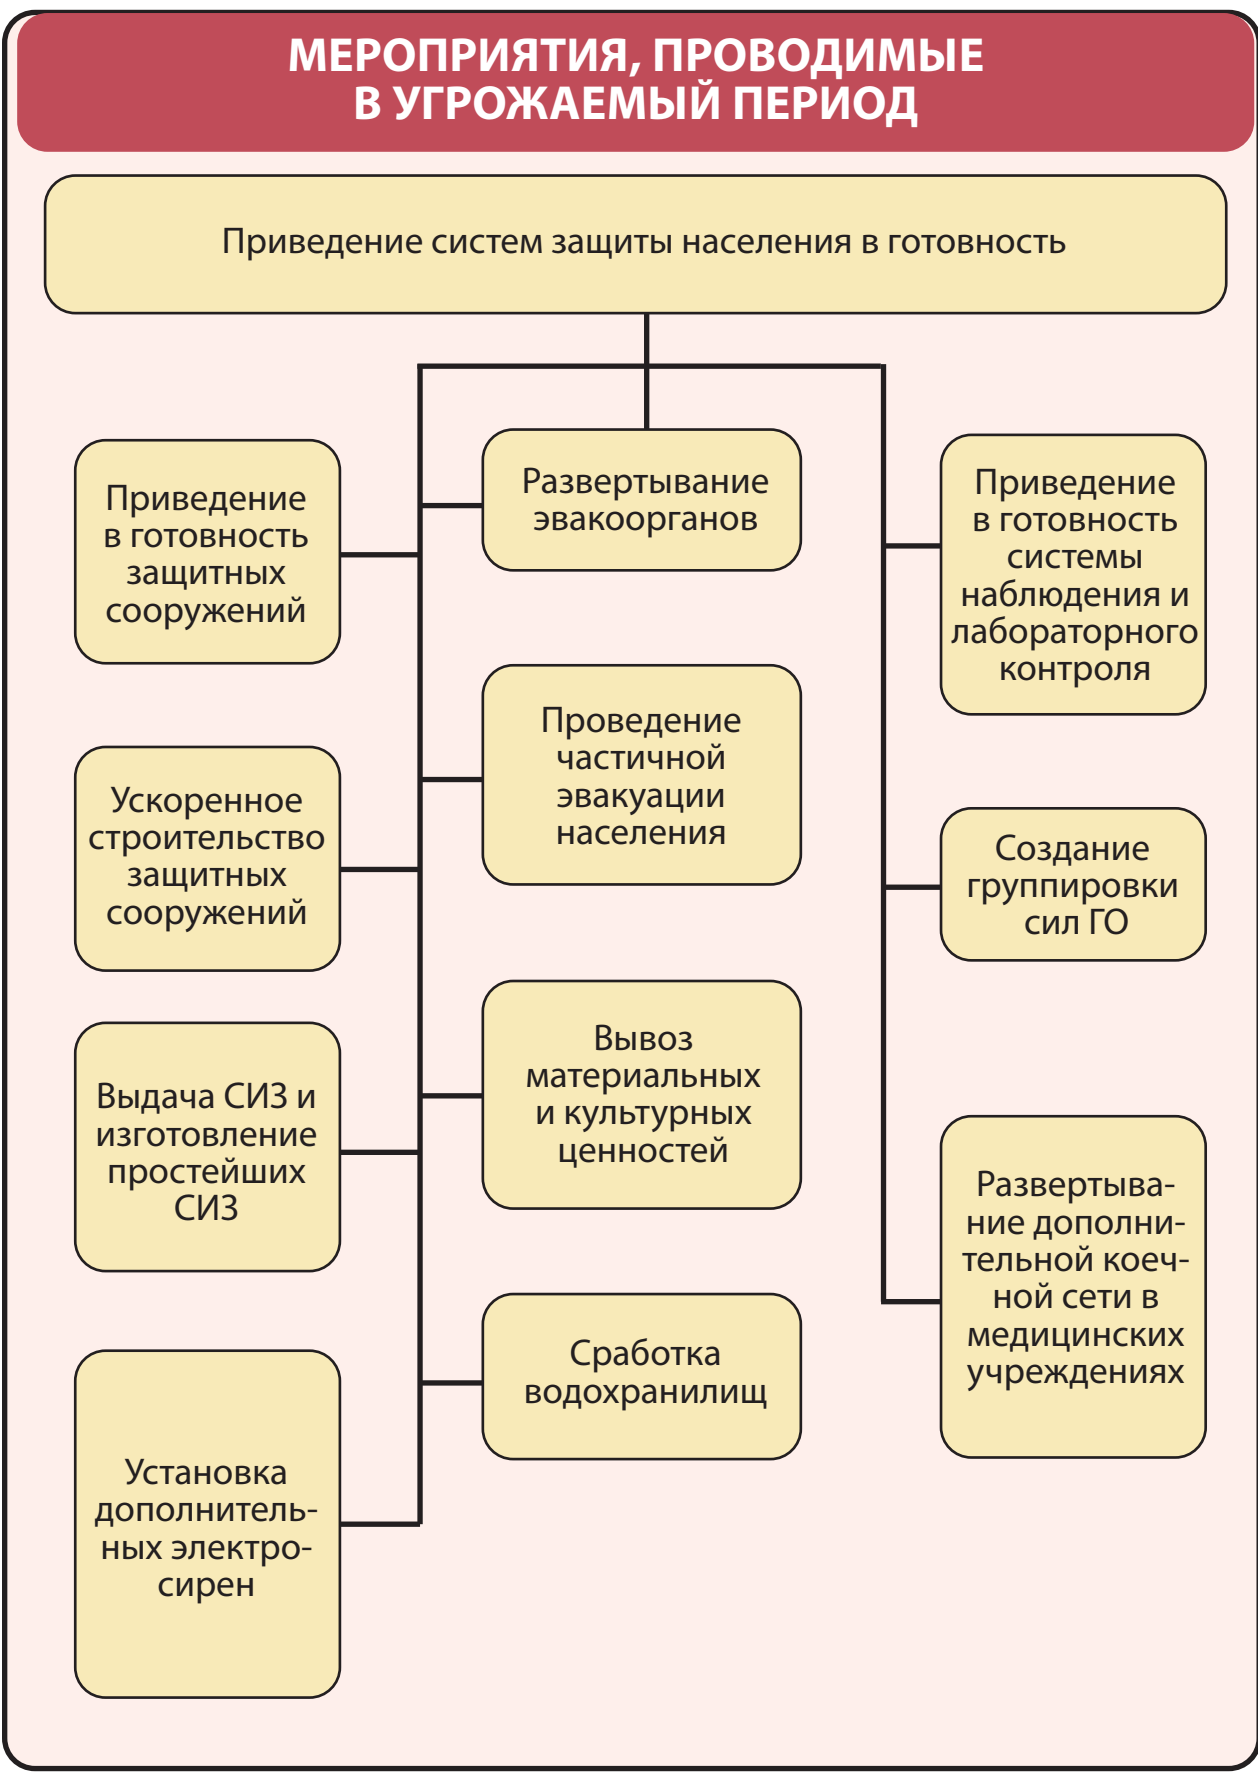 МЕРОПРИЯТИЯ, ПРОВОДИМЫЕ
В УГРОЖАЕМЫЙ ПЕРИОД
Приведение систем защиты населения в готовность
Приведение
в готовность
защитных
сооружений
Ускоренное
строительство
защитных
сооружений
Выдача СИЗ и
изготовление
простейших
СИЗ
Установка
дополнитель-
ных электро-
сирен
Развертывание
эвакоорганов
Проведение
частичной
эвакуации
населения
Вывоз
материальных
и культурных
ценностей
Сработка
водохранилищ
Приведение
в готовность
системы
наблюдения и
лабораторного
контроля
Создание
группировки
сил ГО
Развертыва-
ние дополни-
тельной коеч-
ной сети в
медицинских
учреждениях